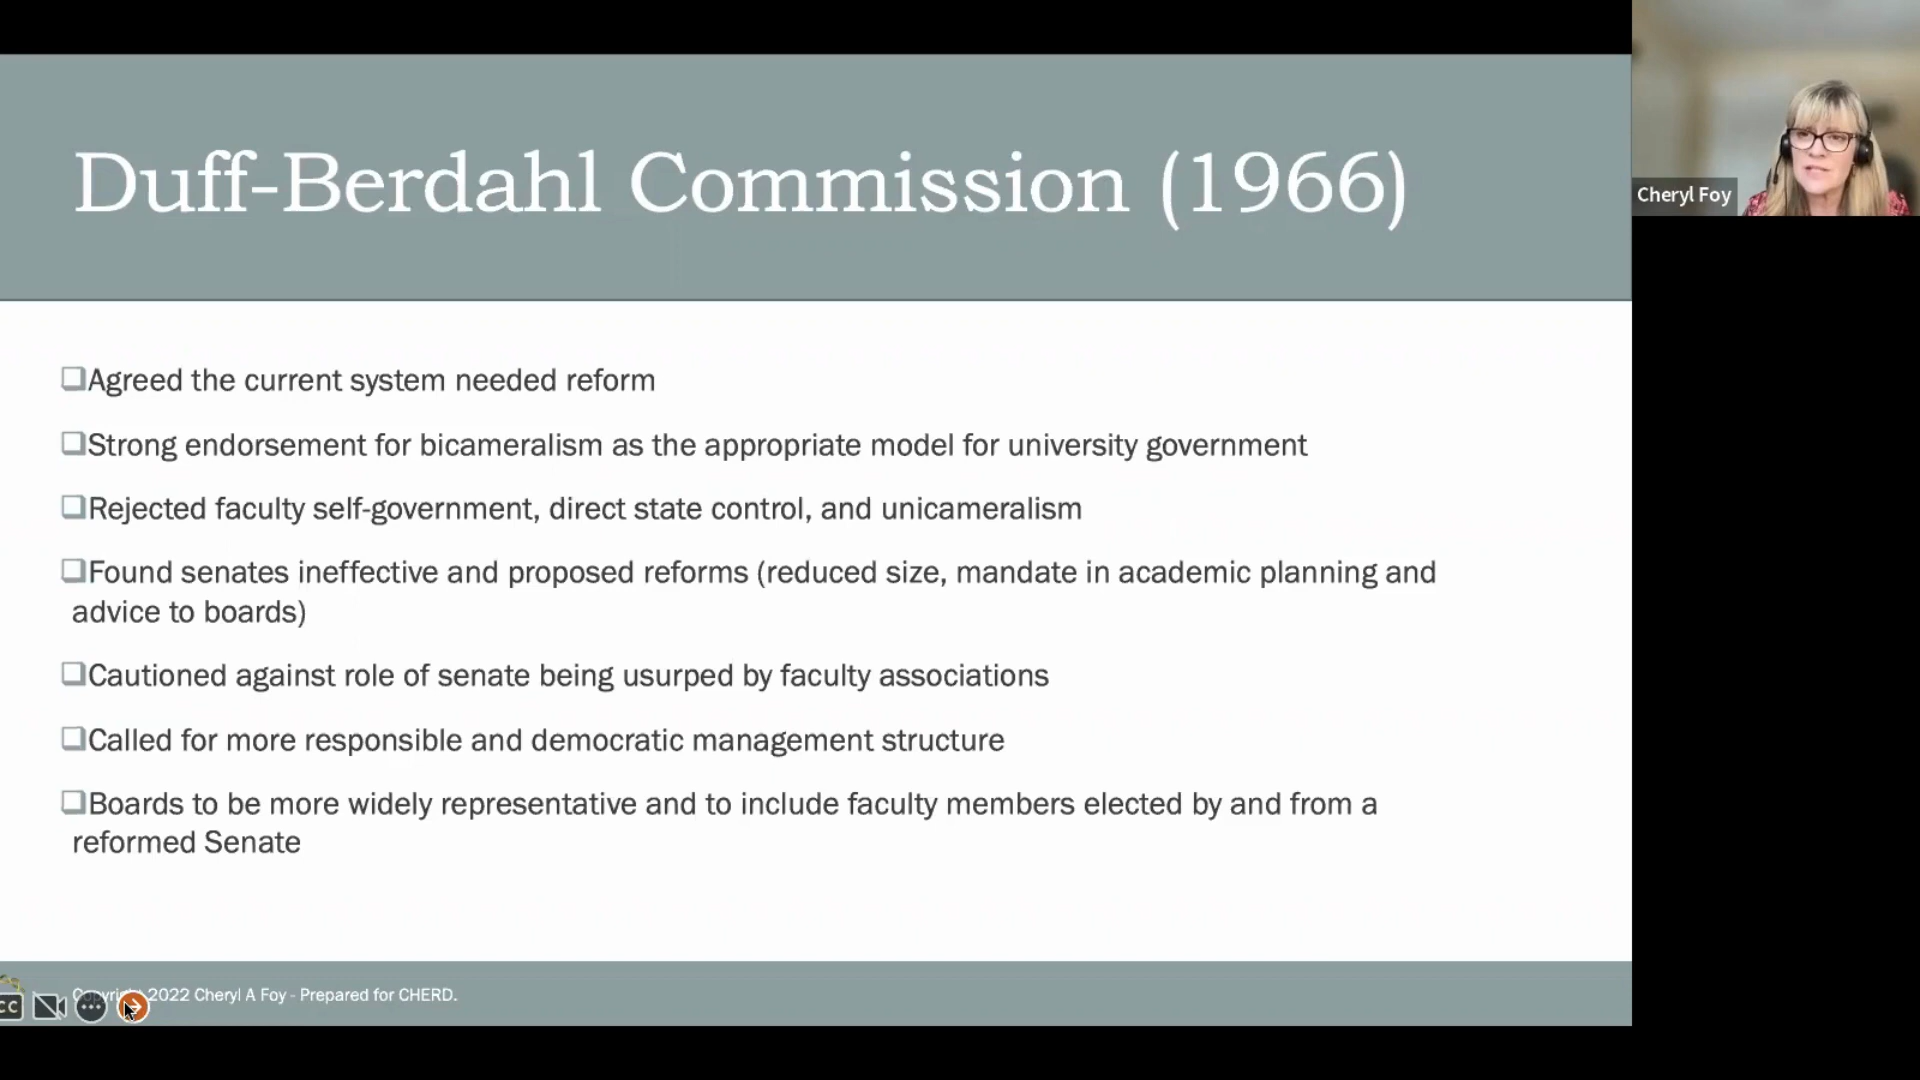 Duff-Berdahl Commission (1966)
Cheryl Foy
Agreed the current system needed reform
Strong endorsement for bicameralism as the appropriate model for university government
Rejected faculty self-government, direct state control, and unicameralism
Found senates ineffective and proposed reforms (reduced size, mandate in academic planning and
advice to boards)
Cautioned against role of senate being usurped by faculty associations
Called for more responsible and democratic management structure
Boards to be more widely representative and to include faculty members elected by and from a
reformed Senate
Copyright 2022 Cheryl A Foy - Prepared for CHERD.
CC